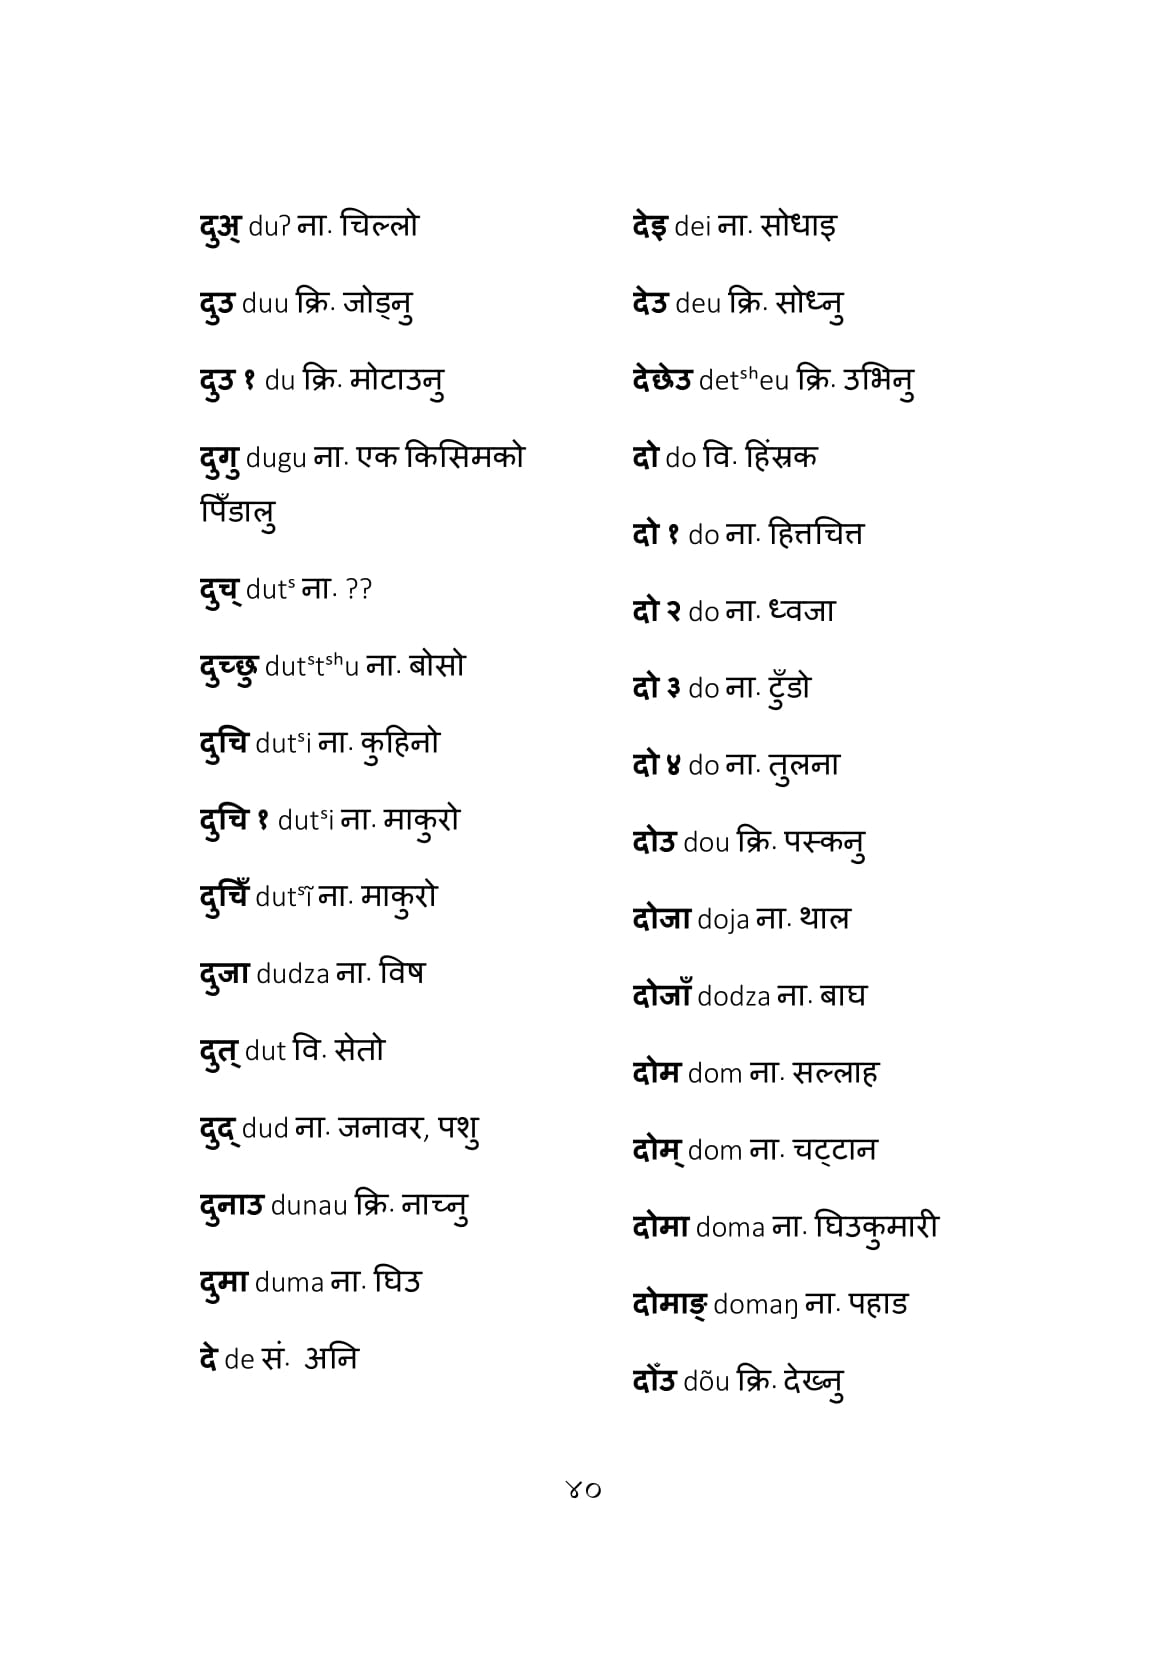 दुअ् duʔ ना. चिल्लो
दुउ duu क्रि. जोड्नु
दुउ १ du क्रि. मोटाउनु
दुगु dugu ना. एक किसिमको
पिँडालु
दुच् dutˢ ना. ??
दुच्छु dutˢtˢʰu ना. बोसो
दुचि dutˢi ना. कुहिनो
दुचि १ dutˢi ना. माकुरो
दुचिँ dutˢĩ ना. माकुरो
दुजा dudza ना. विष
दुत् dut वि. सेतो
दुद् dud ना. जनावर, पशु
दुनाउ dunau क्रि. नाच्नु
दुमा duma ना. घिउ
दे de सं. अनि
देइ dei ना. सोधाइ
देउ deu क्रि. सोध्नु
देछेउ detˢʰeu क्रि. उभिनु
दो do वि. हिंस्रक
दो १ do ना. हित्तचित्त
दो २ do ना. ध्वजा
दो ३ do ना. टुँडो
दो ४ do ना. तुलना
दोउ dou क्रि. पस्कनु
दोजा doja ना. थाल
दोजाँ dodza ना. बाघ
दोम dom ना. सल्लाह
दोम् dom ना. चट्टान
दोमा doma ना. घिउकुमारी
दोमाङ् domaŋ ना. पहाड
दोँउ dõu क्रि. देख्नु
४०